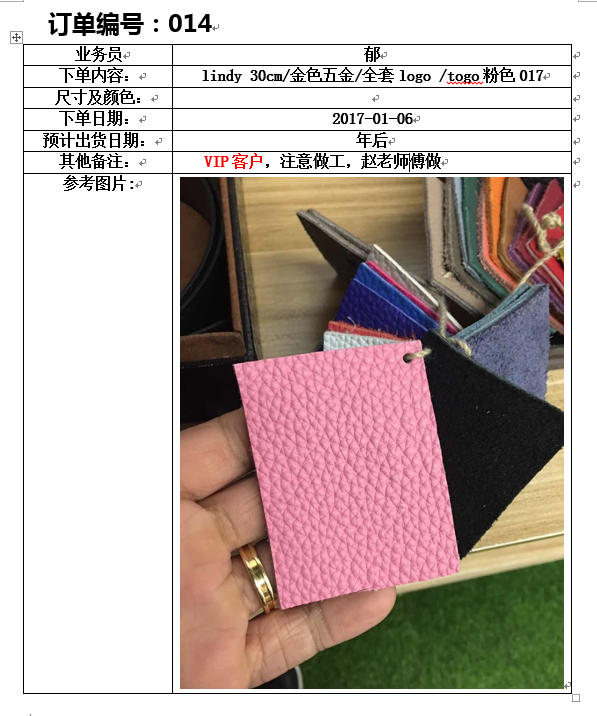 订单编号：014
业务员 郁
下单内容： lindy 30cm/金色五金/全套 logo /togo 粉色 017
尺寸及颜色：
下单日期： 2017-01-06
预计出货日期： 年后
其他备注： VIP 客户，注意做工，赵老师傅做
参考图片: